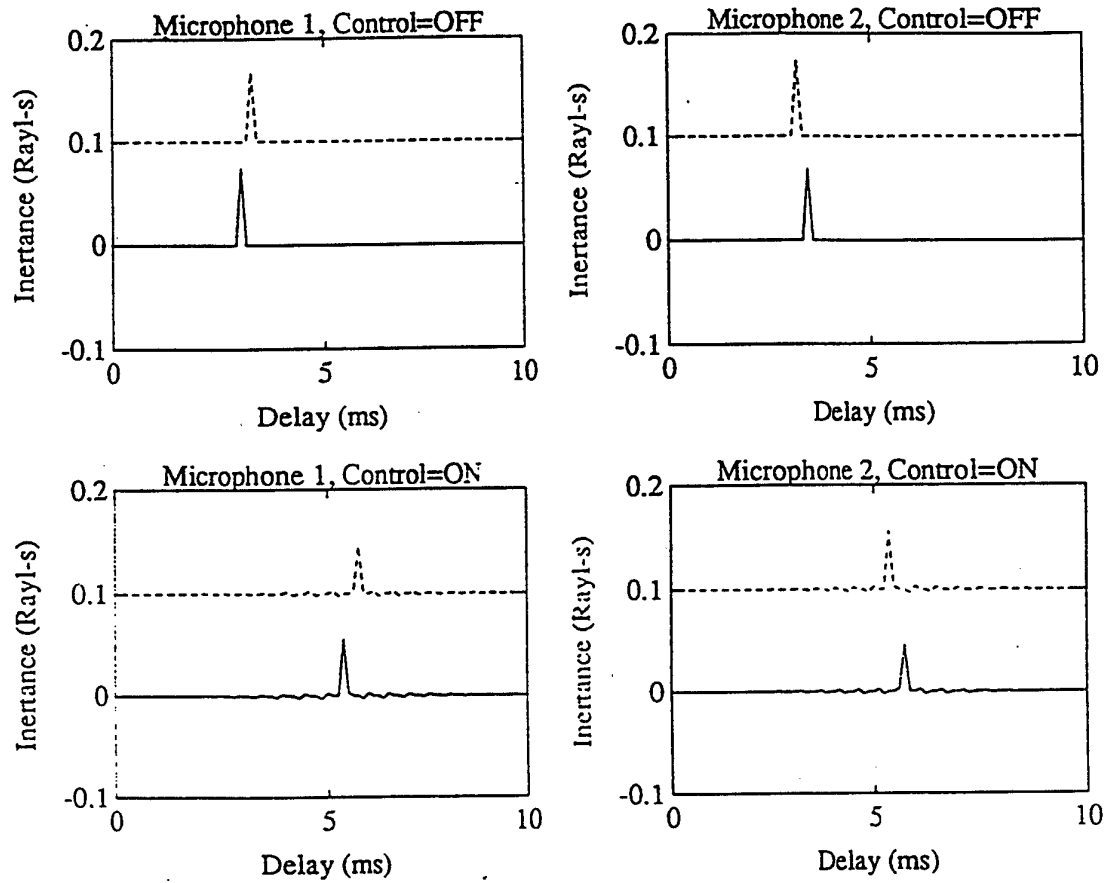 Microphone 1, Control=OFF
0.2
0.1
0
-0.1
Inertance (Rayl-s)
0
5
10
Delay (ms)
Microphone 2, Control=OFF
0.2
0.1
0
-0.1
Inertance (Rayl-s)
0
5
10
Delay (ms)
Microphone 1, Control=ON
0.2
0.1
0
-0.1
Inertance (Rayl-s)
0
5
10
Delay (ms)
Microphone 2, Control=ON
0.2
0.1
0
-0.1
Inertance (Rayl-s)
0
5
10
Delay (ms)